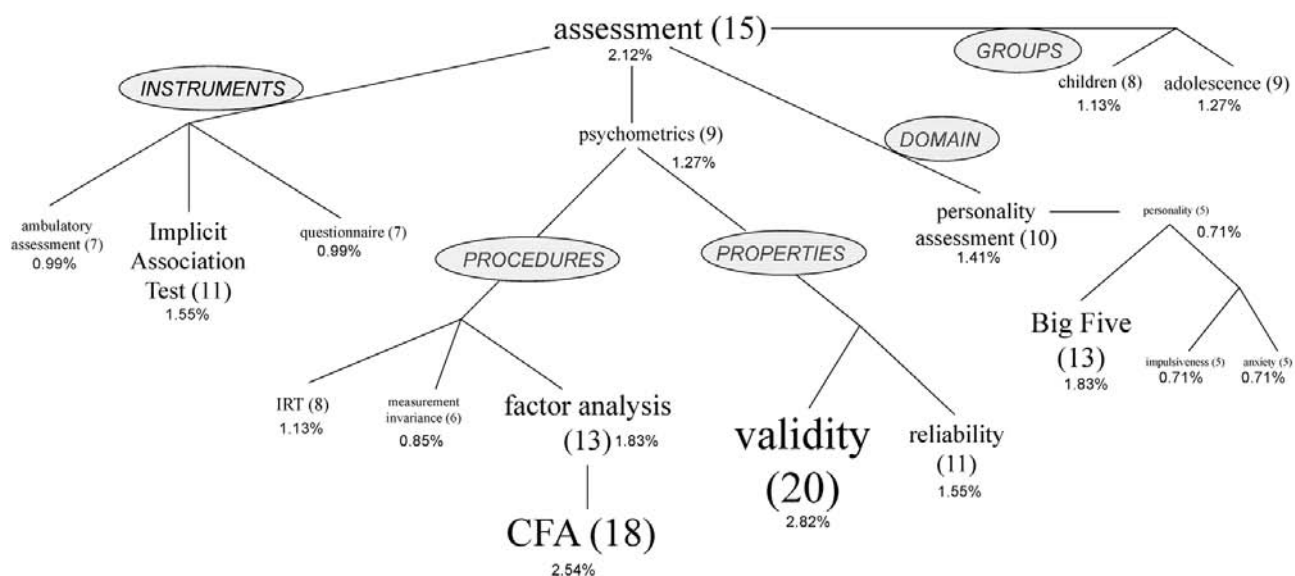 assessment (15)
2.12%
GROUPS
children (8)
1.13%
adolescence (9)
1.27%
INSTRUMENTS
psychometrics (9)
1.27%
DOMAIN
ambulatory
assessment (7)
0.99%
Implicit
Association
Test (11)
1.55%
questionnaire (7)
0.99%
PROCEDURES
PROPERTIES
personality
assessment (10)
1.41%
personality (5)
0.71%
Big Five
(13)
1.83%
impulsiveness (5)
0.71%
anxiety (5)
0.71%
IRT (8)
1.13%
measurement
invariance (6)
0.85%
factor analysis
(13) 1.83%
CFA (18)
2.54%
validity
(20)
2.82%
reliability
(11)
1.55%